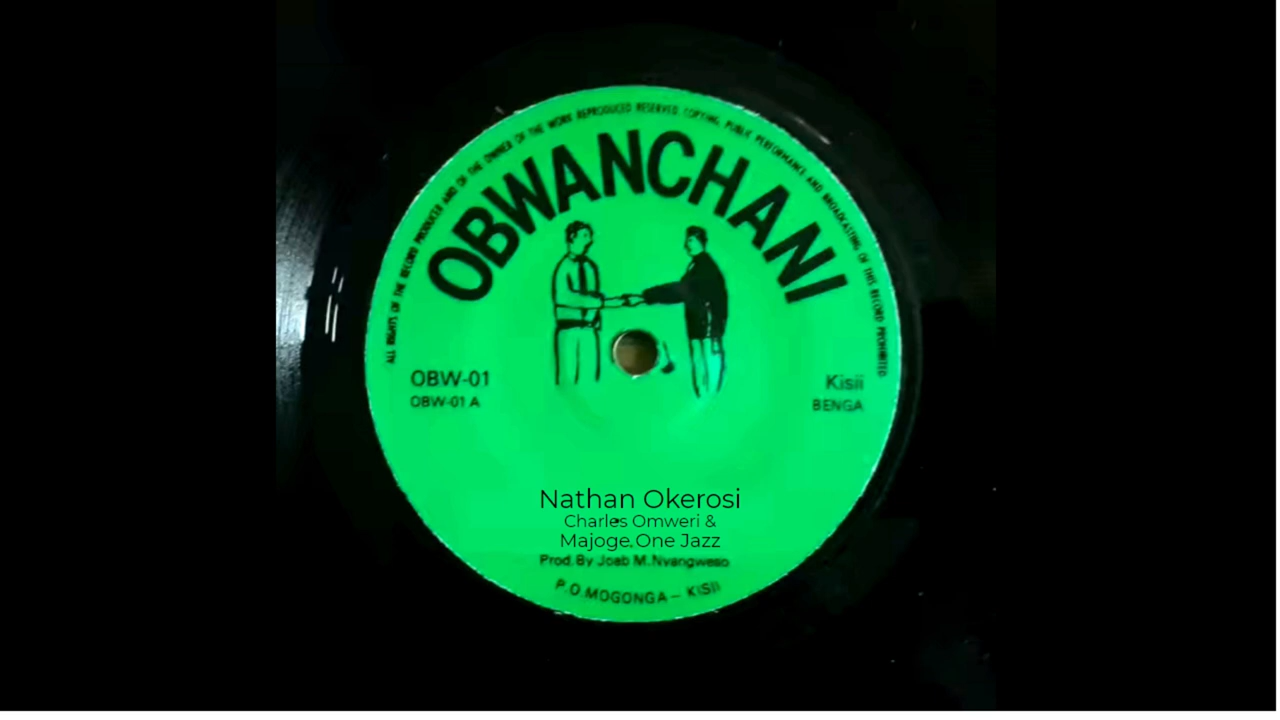 ALL RIGHTS OF THE RECORD PRODUCER AND OF THE OWNER OF THE WORK REPRODUCED RESERVED COPYING, PUBLIC PERFORMANCE AND BROADCASTING OF THIS RECORD PROHIBITED
OBWANCHANI
OBW-01
OBW-01 A
Kisii
BENGA
Nathan Okerosi
Charles Omweri &
Majoge One Jazz
Prod. By Joab M. Nyangweso
P.O MOGONGA – KISII